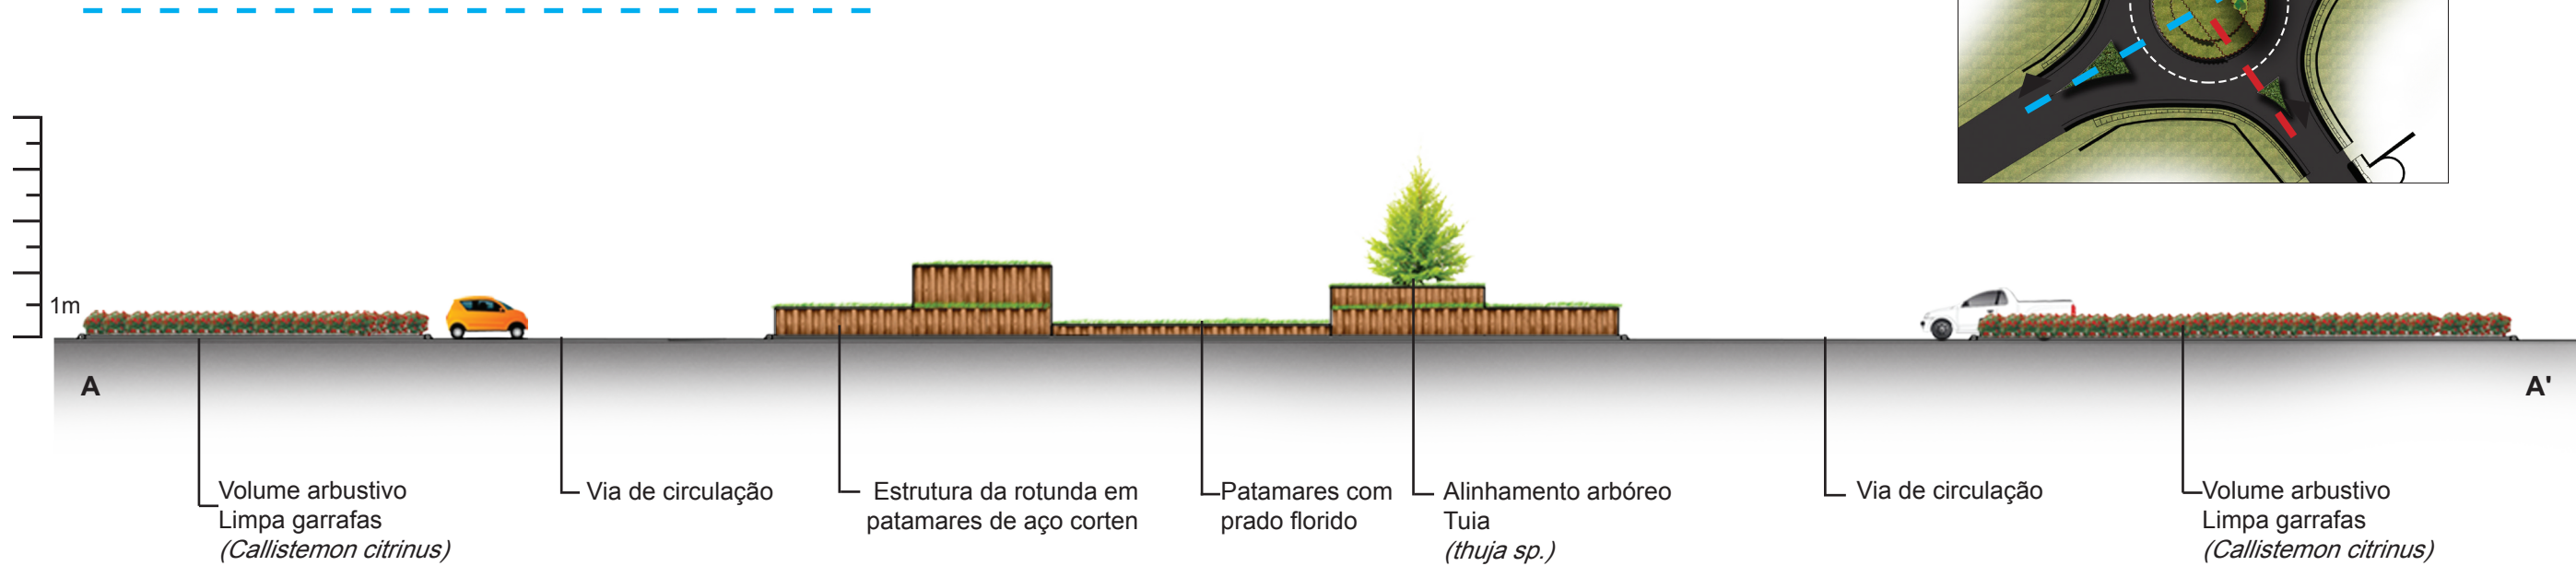 1m
A
A'
Volume arbustivo
Limpa garrafas
(Callistemon citrinus)
Via de circulação
Estrutura da rotunda em
patamares de aço corten
Patamares com
prado florido
Alinhamento arbóreo
Tuia
(thuja sp.)
Via de circulação
Volume arbustivo
Limpa garrafas
(Callistemon citrinus)